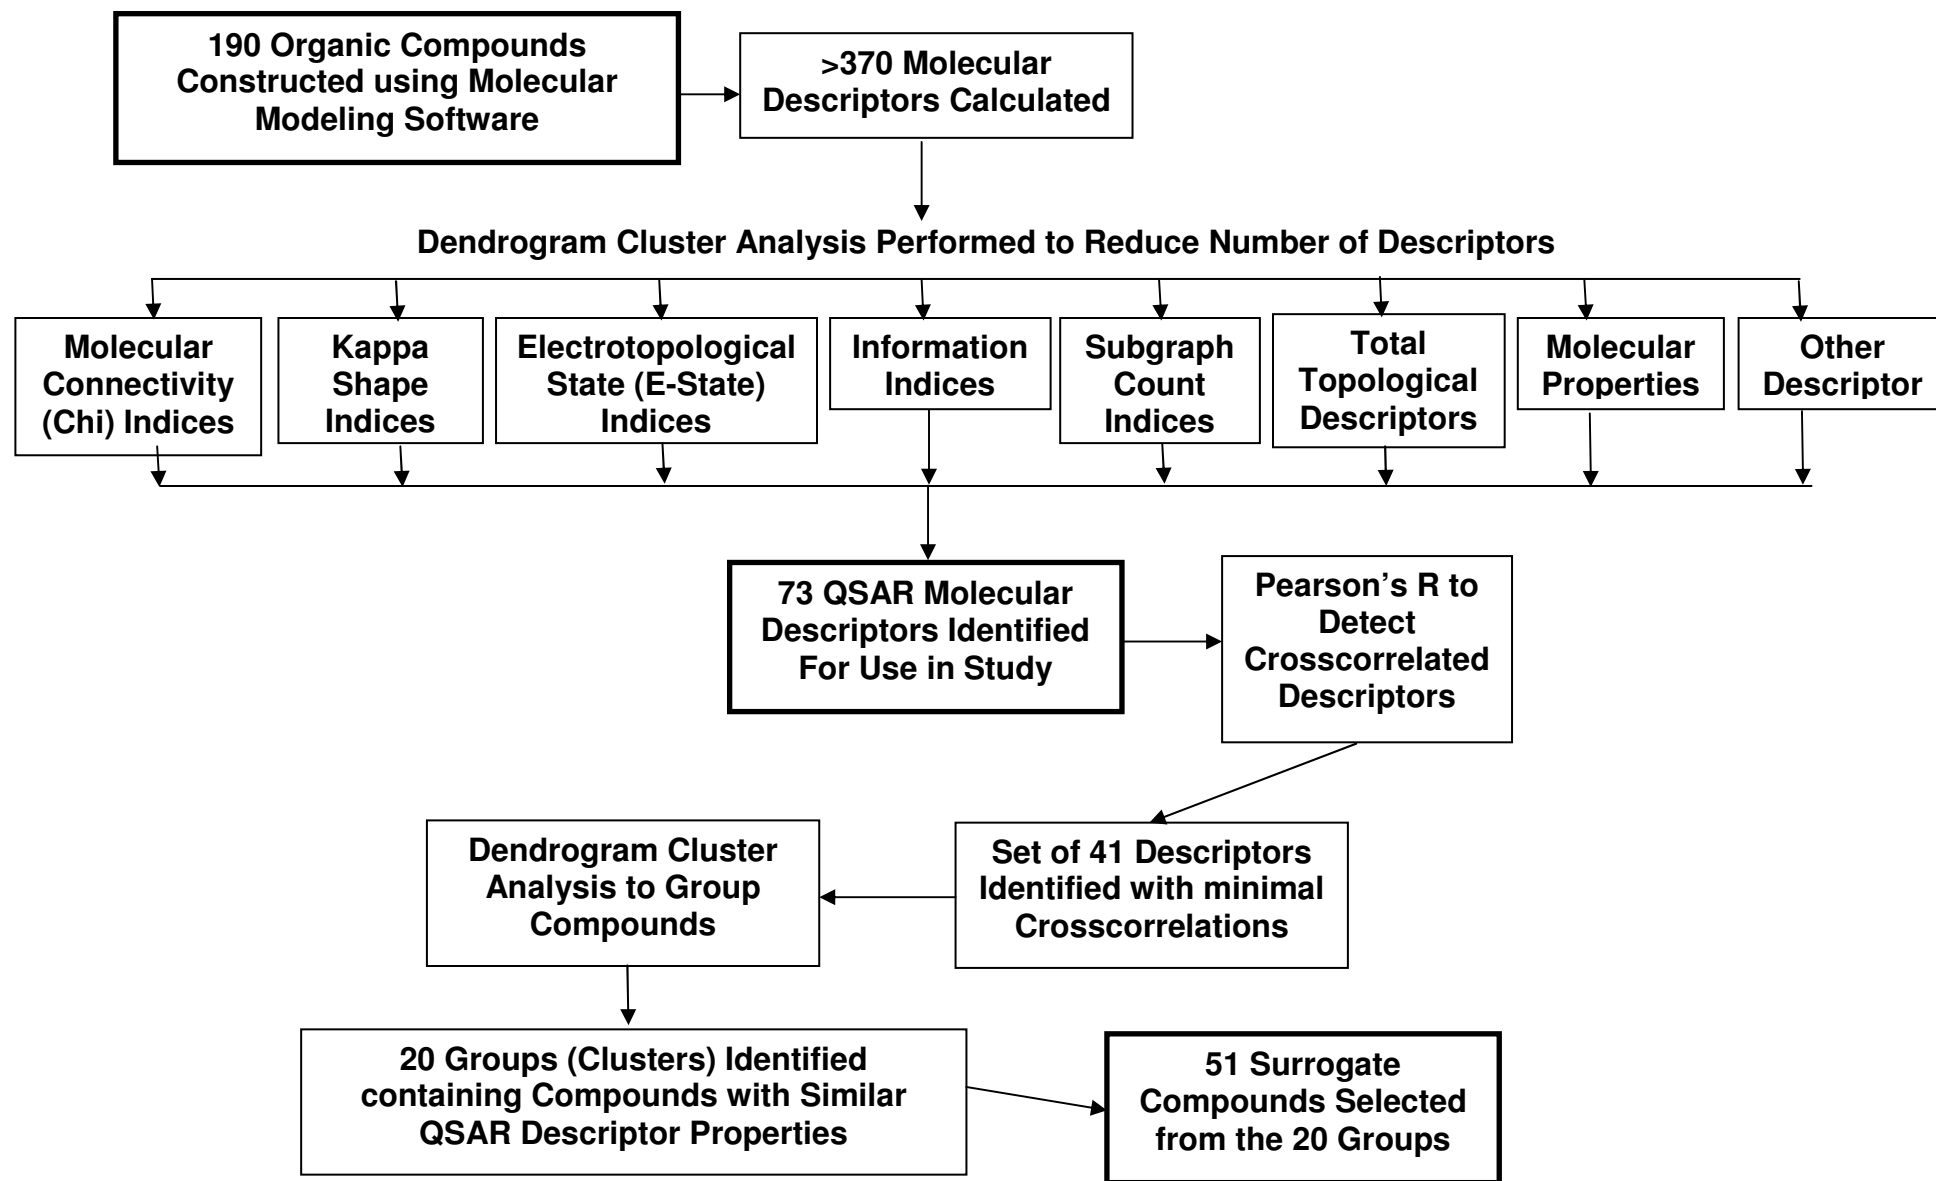 190 Organic Compounds
Constructed using Molecular
Modeling Software
>370 Molecular
Descriptors Calculated
Dendrogram Cluster Analysis Performed to Reduce Number of Descriptors
Molecular
Connectivity
(Chi) Indices
Kappa
Shape
Indices
Electrotopological
State (E-State)
Indices
Information
Indices
Subgraph
Count
Indices
Total
Topological
Descriptors
Molecular
Properties
Other
Descriptor
73 QSAR Molecular
Descriptors Identified
For Use in Study
Pearson’s R to
Detect
Crosscorrelated
Descriptors
Set of 41 Descriptors
Identified with minimal
Crosscorrelations
Dendrogram Cluster
Analysis to Group
Compounds
20 Groups (Clusters) Identified
containing Compounds with Similar
QSAR Descriptor Properties
51 Surrogate
Compounds Selected
from the 20 Groups